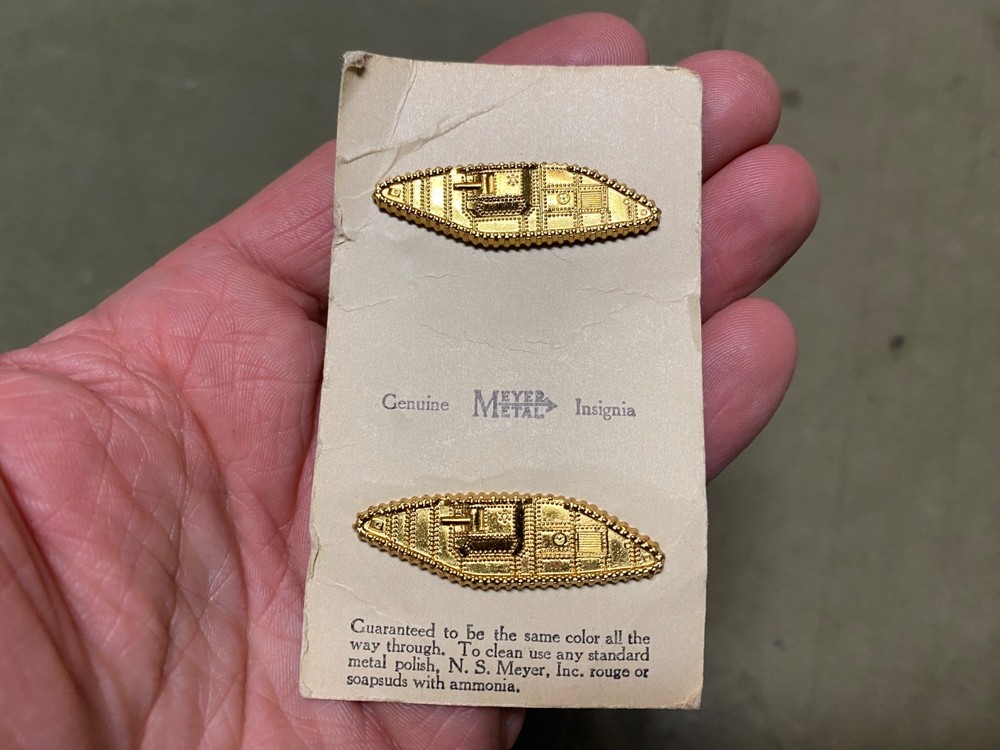 Genuine MEYER METAL Insignia
Guaranteed to be the same color all the
way through. To clean use any standard
metal polish, N. S. Meyer, Inc. rouge or
soapsuds with ammonia.